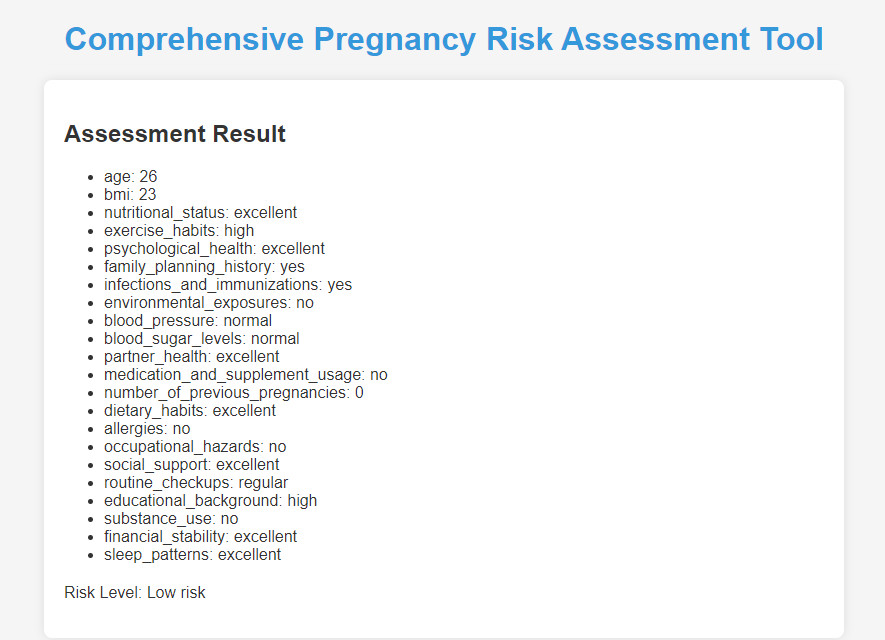 Comprehensive Pregnancy Risk Assessment Tool
Assessment Result
• age: 26
• bmi: 23
• nutritional_status: excellent
• exercise_habits: high
• psychological_health: excellent
• family_planning_history: yes
• infections_and_immunizations: yes
• environmental_exposures: no
• blood_pressure: normal
• blood_sugar_levels: normal
• partner_health: excellent
• medication_and_supplement_usage: no
• number_of_previous_pregnancies: 0
• dietary_habits: excellent
• allergies: no
• occupational_hazards: no
• social_support: excellent
• routine_checkups: regular
• educational_background: high
• substance_use: no
• financial_stability: excellent
• sleep_patterns: excellent
Risk Level: Low risk